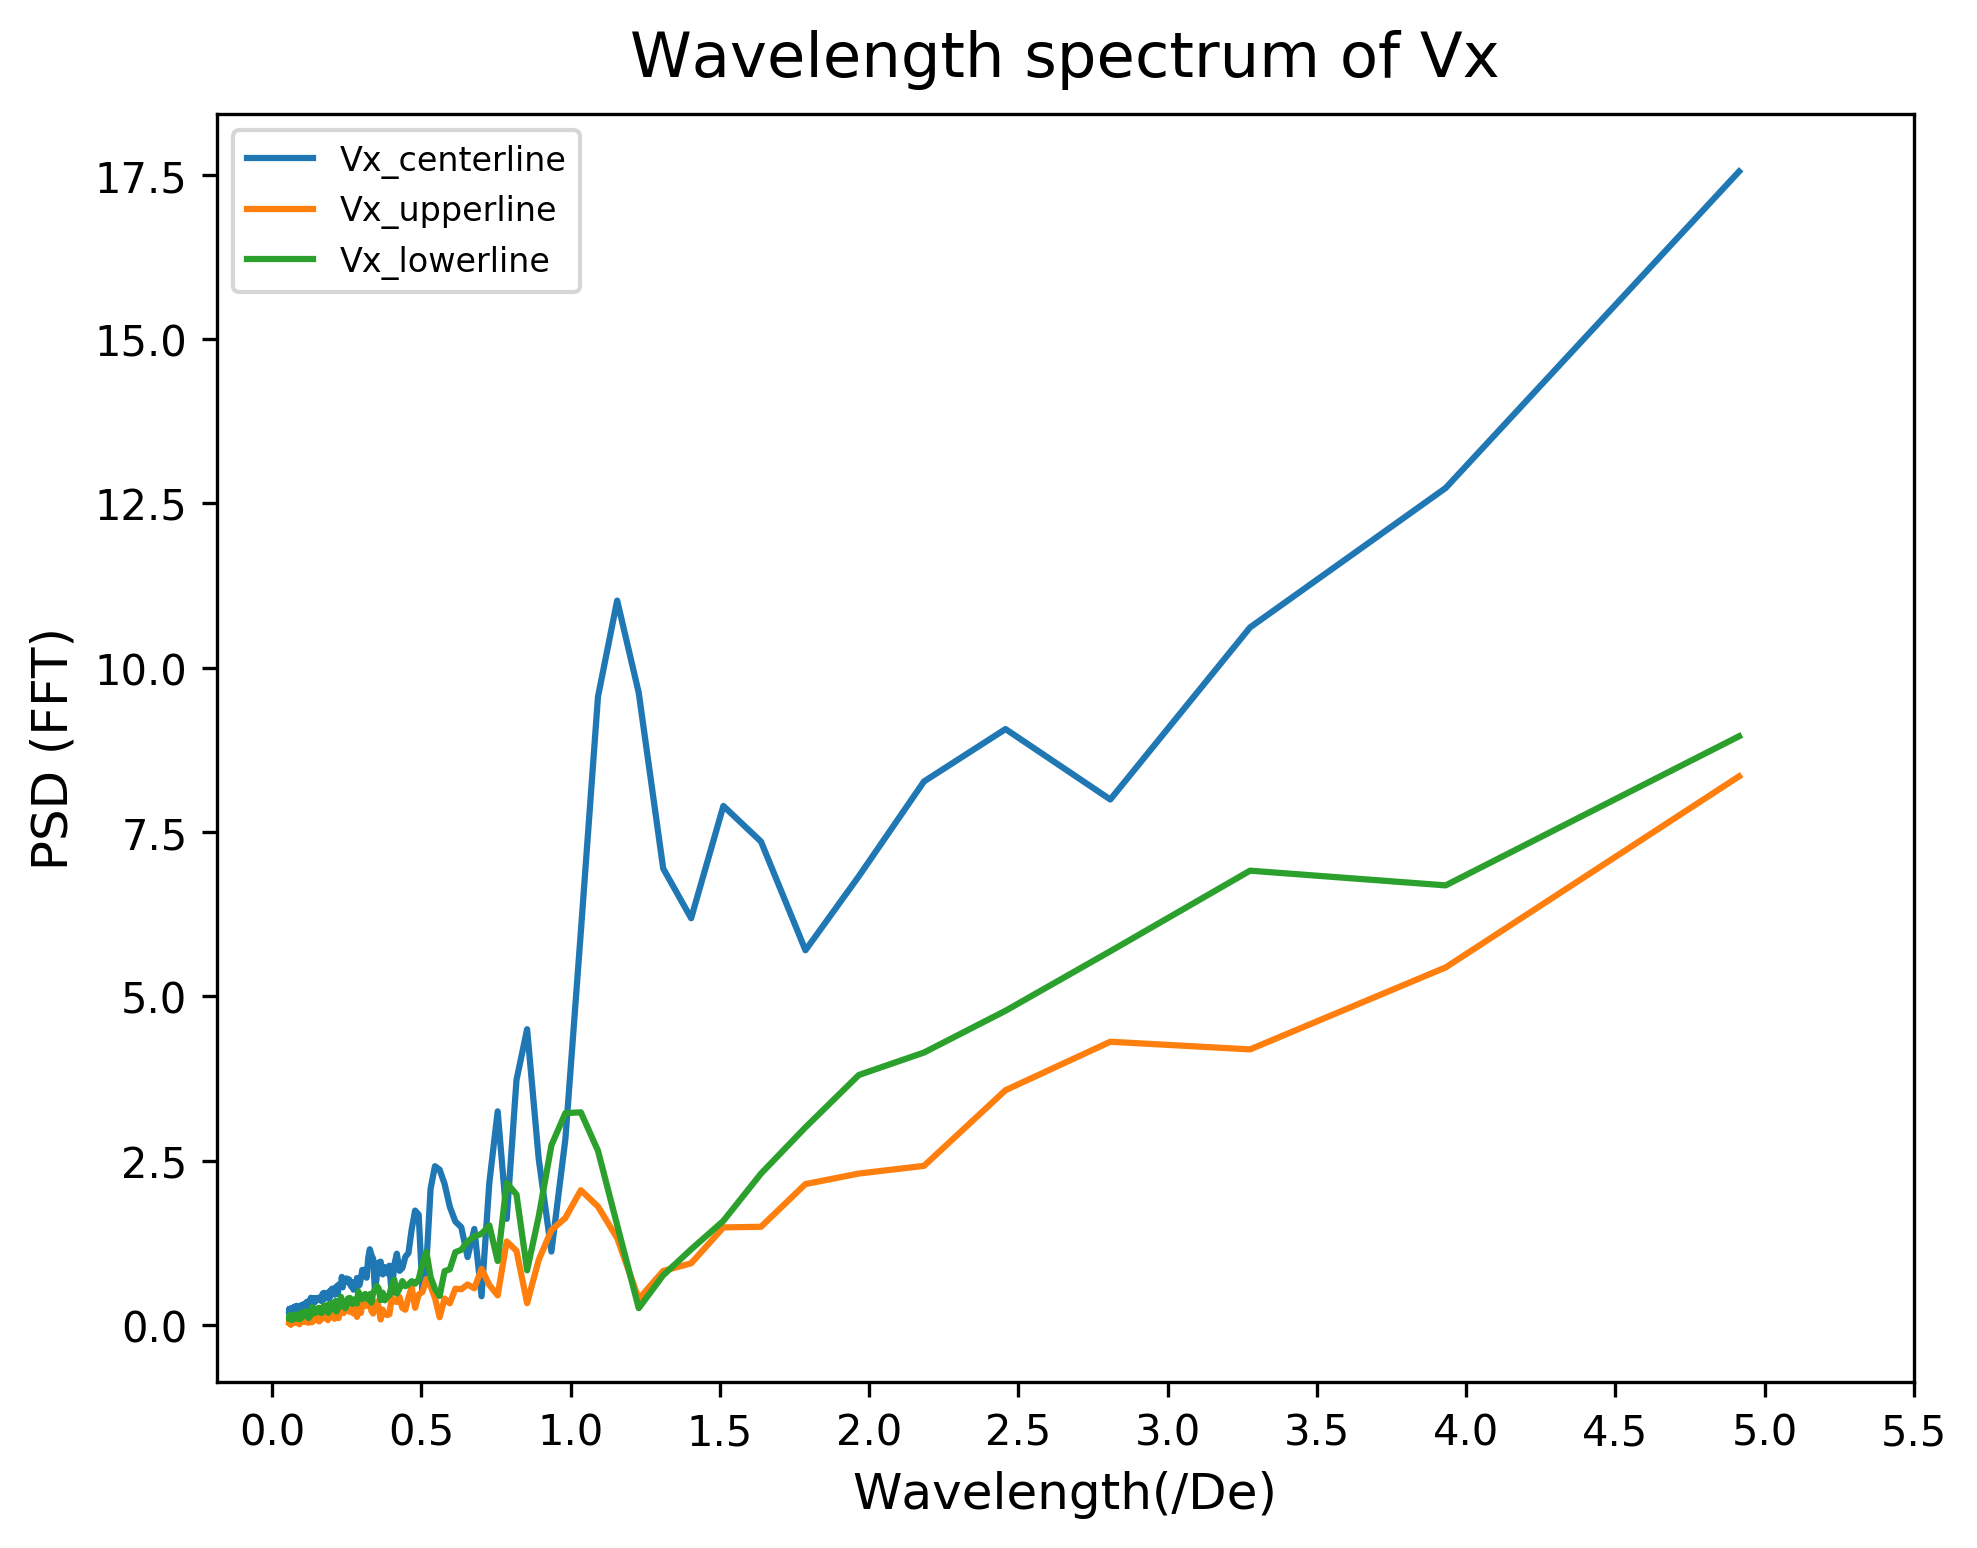 Wavelength spectrum of Vx
Vx_centerline
Vx_upperline
Vx_lowerline
PSD (FFT)
17.5
15.0
12.5
10.0
7.5
5.0
2.5
0.0
0.0 0.5 1.0 1.5 2.0 2.5 3.0 3.5 4.0 4.5 5.0 5.5
Wavelength(/De)